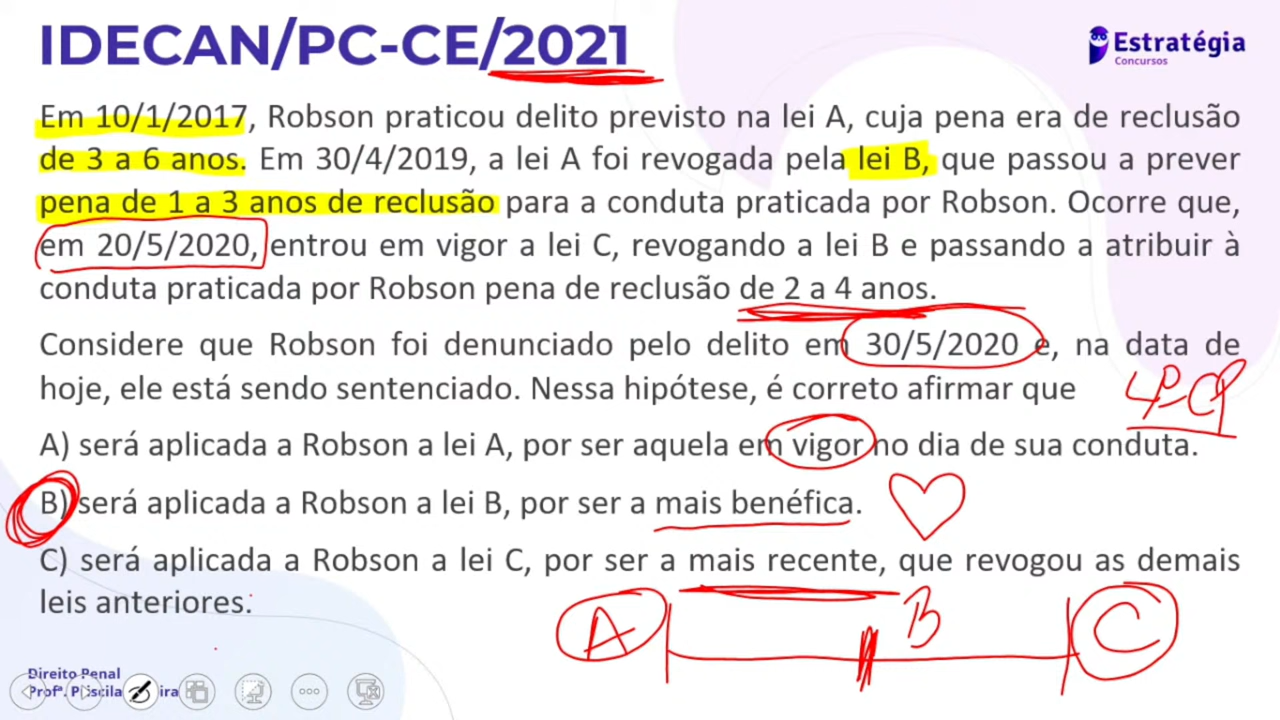 IDECAN/PC-CE/2021
Estratégia
Concursos
Em 10/1/2017, Robson praticou delito previsto na lei A, cuja pena era de reclusão
de 3 a 6 anos. Em 30/4/2019, a lei A foi revogada pela lei B, que passou a prever
pena de 1 a 3 anos de reclusão para a conduta praticada por Robson. Ocorre que,
em 20/5/2020, entrou em vigor a lei C, revogando a lei B e passando a atribuir à
conduta praticada por Robson pena de reclusão de 2 a 4 anos.
Considere que Robson foi denunciado pelo delito em 30/5/2020 e, na data de
hoje, ele está sendo sentenciado. Nessa hipótese, é correto afirmar que
4º CP
A) será aplicada a Robson a lei A, por ser aquela em vigor no dia de sua conduta.
B) será aplicada a Robson a lei B, por ser a mais benéfica.
C) será aplicada a Robson a lei C, por ser a mais recente, que revogou as demais
leis anteriores.
A B C
Direito Penal
Profª.